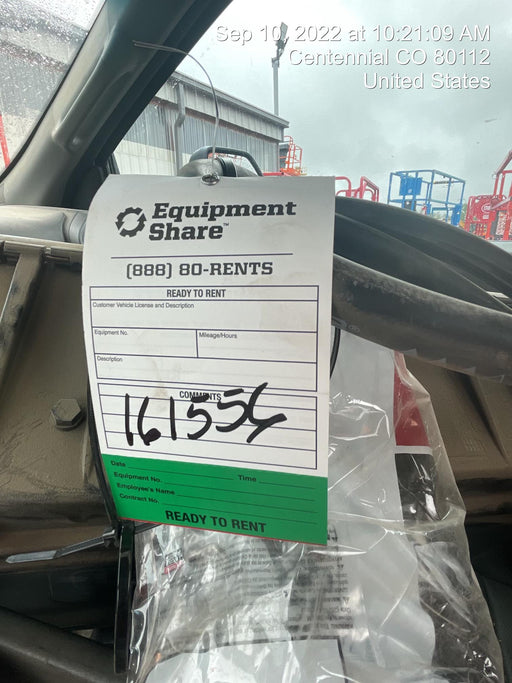 Sep 10, 2022 at 10:21:09 AM
Centennial CO 80112
United States
Equipment
Share™
(888) 80-RENTS
READY TO RENT
Customer Vehicle License and Description
Equipment No.
Mileage/Hours
Description
COMMENTS
161556
Date
Equipment No. Time
Employee's Name
Contract No.
READY TO RENT